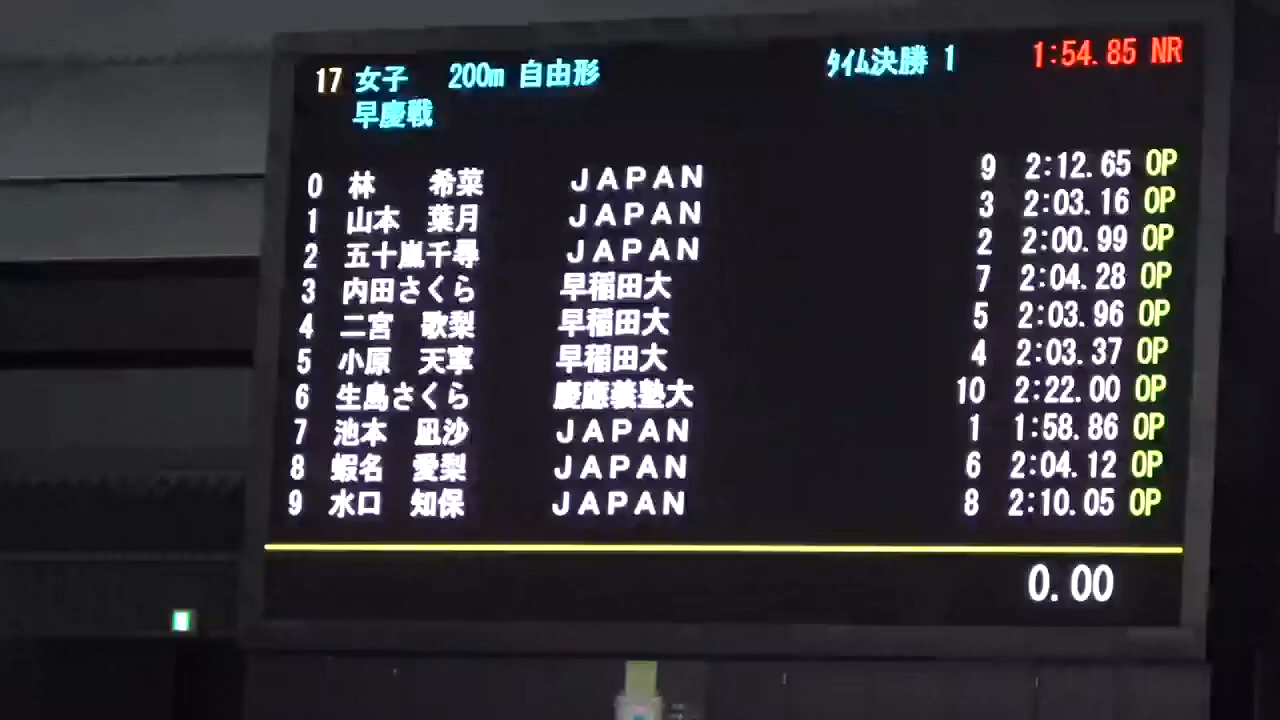 17 女子 200m 自由形 ﾀｲﾑ決勝 1 1:54.85 NR
早慶戦
0 林 希菜 JAPAN 9 2:12.65 OP
1 山本 葉月 JAPAN 3 2:03.16 OP
2 五十嵐千尋 JAPAN 2 2:00.99 OP
3 内田さくら 早稲田大 7 2:04.28 OP
4 二宮 歌梨 早稲田大 5 2:03.96 OP
5 小原 天寧 早稲田大 4 2:03.37 OP
6 生島さくら 慶應義塾大 10 2:22.00 OP
7 池本 凪沙 JAPAN 1 1:58.86 OP
8 蝦名 愛梨 JAPAN 6 2:04.12 OP
9 水口 知保 JAPAN 8 2:10.05 OP
0.00